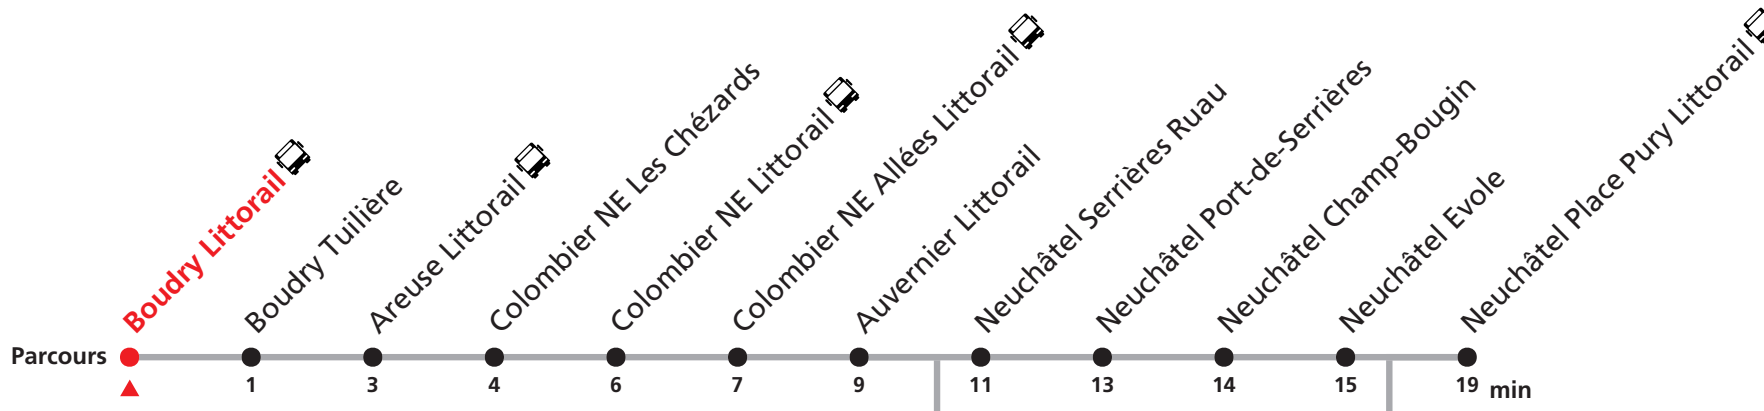 Boudry Littorail
Boudry Tuilière
Areuse Littorail
Colombier NE Les Chézards
Colombier NE Littorail
Colombier NE Allées Littorail
Auvernier Littorail
Neuchâtel Serrières Ruau
Neuchâtel Port-de-Serrières
Neuchâtel Champ-Bougin
Neuchâtel Evole
Neuchâtel Place Pury Littorail
Parcours
1 3 4 6 7 9 11 13 14 15 19 min